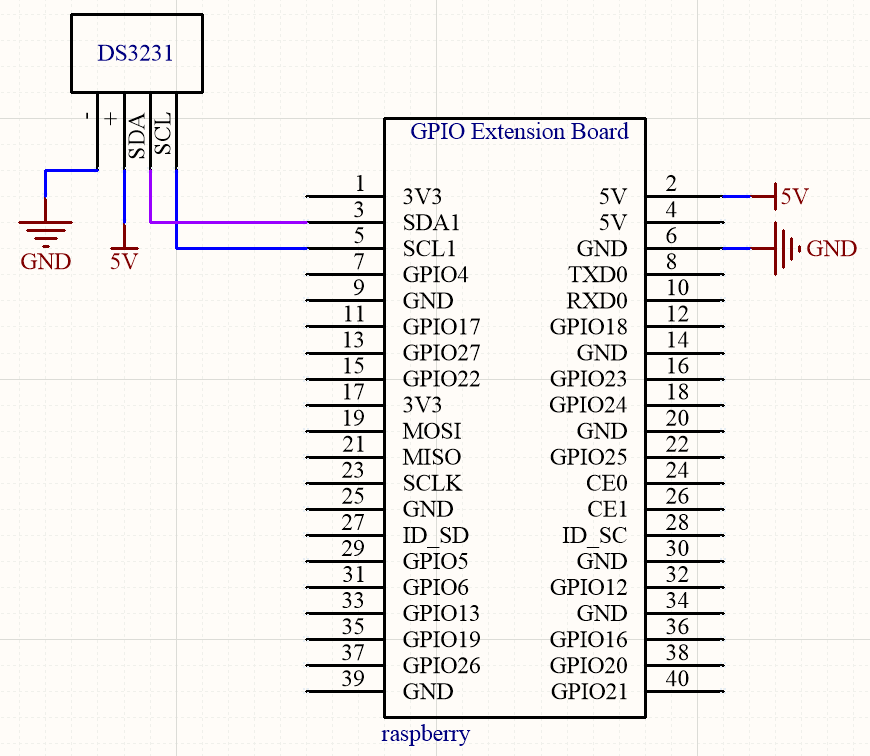 DS3231
- + SDA SCL
GND
5V
GPIO Extension Board
1 3V3 5V 2 5V
3 SDA1 5V 4
5 SCL1 GND 6 GND
7 GPIO4 TXD0 8
9 GND RXD0 10
11 GPIO17 GPIO18 12
13 GPIO27 GND 14
15 GPIO22 GPIO23 16
17 3V3 GPIO24 18
19 MOSI GND 20
21 MISO GPIO25 22
23 SCLK CE0 24
25 GND CE1 26
27 ID_SD ID_SC 28
29 GPIO5 GND 30
31 GPIO6 GPIO12 32
33 GPIO13 GND 34
35 GPIO19 GPIO16 36
37 GPIO26 GPIO20 38
39 GND GPIO21 40
raspberry